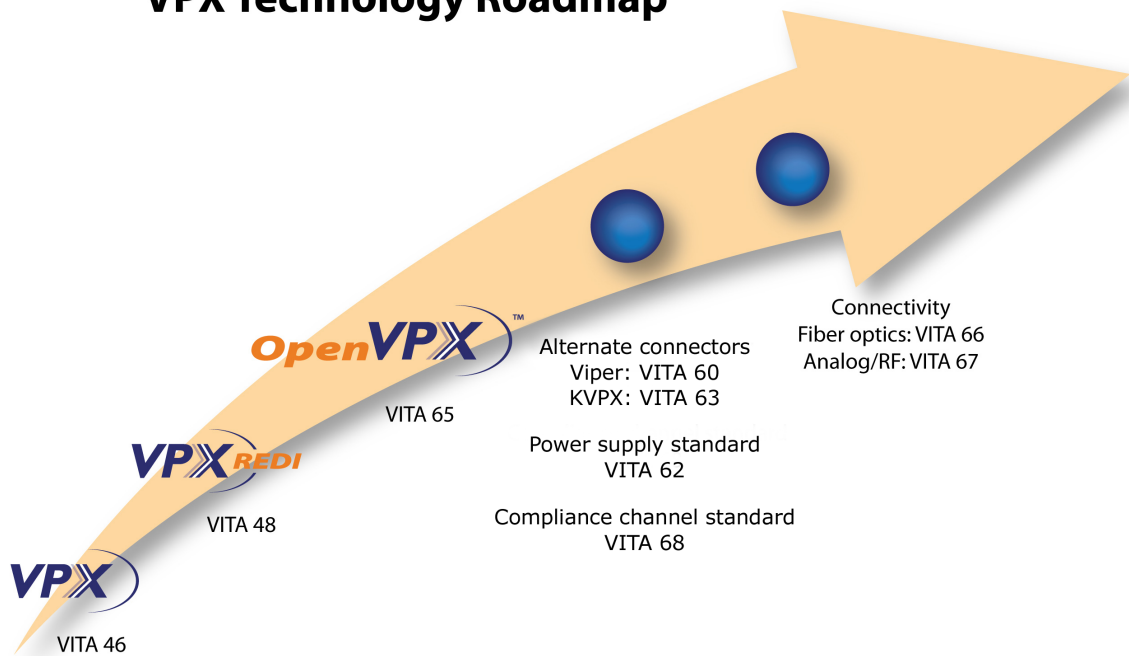 VPX Technology Roadmap
OpenVPX™
VITA 65
VPX REDI
VITA 48
VPX
VITA 46
Alternate connectors
Viper: VITA 60
KVPX: VITA 63
Power supply standard
VITA 62
Compliance channel standard
VITA 68
Connectivity
Fiber optics: VITA 66
Analog/RF: VITA 67